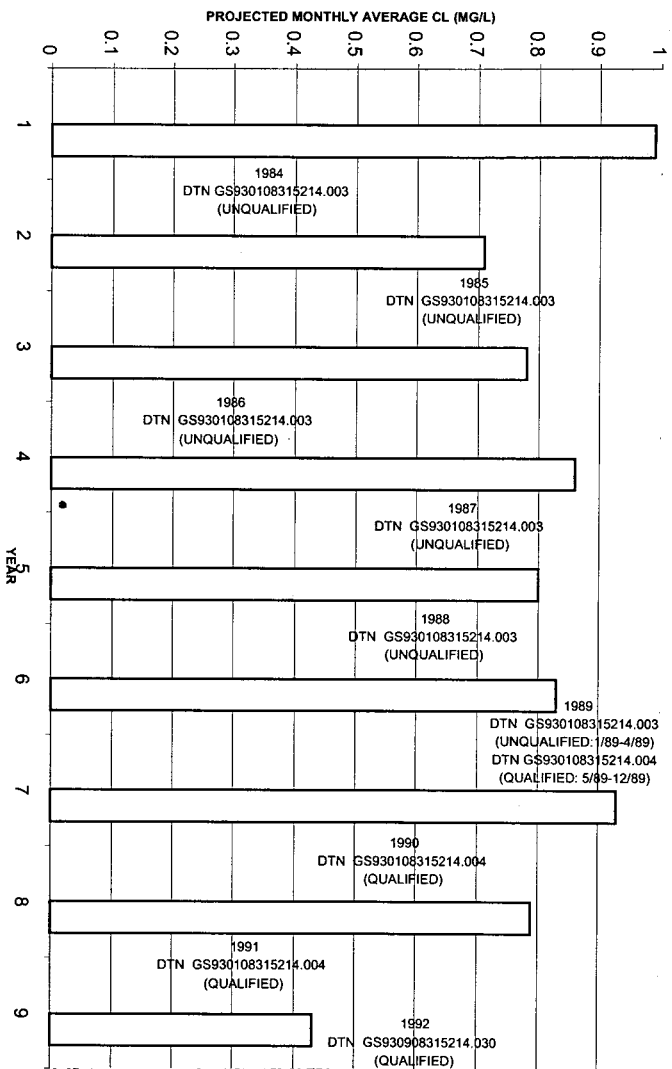 PROJECTED MONTHLY AVERAGE CL (MG/L)
0
0.1
0.2
0.3
0.4
0.5
0.6
0.7
0.8
0.9
1
1
1984
DTN GS930108315214.003
(UNQUALIFIED)
2
1985
DTN GS930108315214.003
(UNQUALIFIED)
3
1986
DTN GS930108315214.003
(UNQUALIFIED)
4
1987
DTN GS930108315214.003
(UNQUALIFIED)
YEAR
5
1988
DTN GS930108315214.003
(UNQUALIFIED)
6
1989
DTN GS930108315214.003
(UNQUALIFIED:1/89-4/89)
DTN GS930108315214.004
(QUALIFIED: 5/89-12/89)
7
1990
DTN GS930108315214.004
(QUALIFIED)
8
1991
DTN GS930108315214.004
(QUALIFIED)
9
1992
DTN GS930908315214.030
(QUALIFIED)